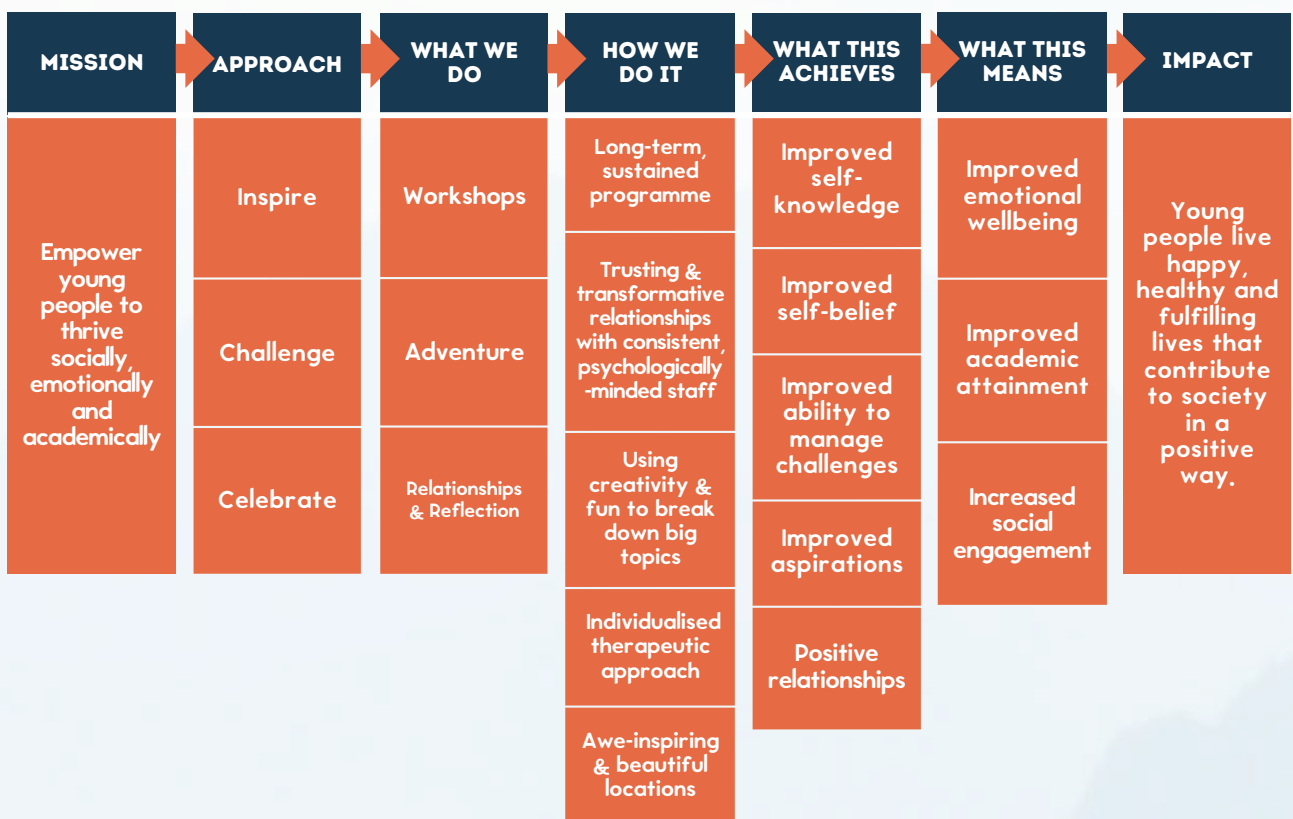 MISSION
APPROACH
WHAT WE
DO
HOW WE
DO IT
WHAT THIS
ACHIEVES
WHAT THIS
MEANS
IMPACT
Empower
young
people to
thrive
socially,
emotionally
and
academically
Inspire
Challenge
Celebrate
Workshops
Adventure
Relationships
& Reflection
Long-term,
sustained
programme
Trusting &
transformative
relationships
with consistent,
psychologically
-minded staff
Using
creativity &
fun to break
down big
topics
Individualised
therapeutic
approach
Awe-inspiring
& beautiful
locations
Improved
self-
knowledge
Improved
self-belief
Improved
ability to
manage
challenges
Improved
aspirations
Positive
relationships
Improved
emotional
wellbeing
Improved
academic
attainment
Increased
social
engagement
Young
people live
happy,
healthy and
fulfilling
lives that
contribute
to society
in a
positive
way.